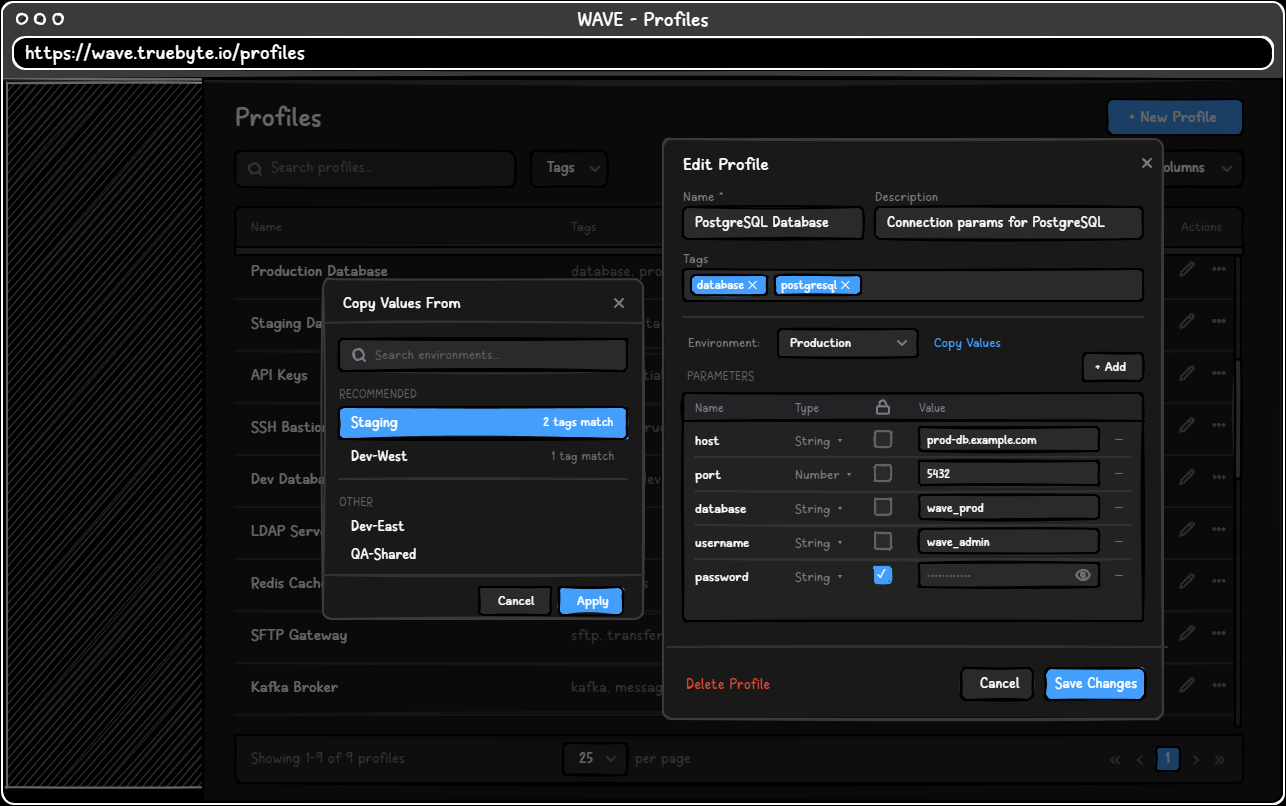 WAVE - Profiles
https://wave.truebyte.io/profiles
Profiles
+ New Profile
Search profiles...
Tags
olumns
Name
Tags
Actions
Production Database
database, pro
Staging Da
API Keys
SSH Bastio
Dev Databa
LDAP Serv
Redis Cach
SFTP Gateway
sftp, transfer
Kafka Broker
kafka, messag
Showing 1-9 of 9 profiles
25
per page
« ‹ 1 › »
Copy Values From
Search environments...
RECOMMENDED
Staging 2 tags match
Dev-West 1 tag match
OTHER
Dev-East
QA-Shared
Cancel Apply
Edit Profile
Name * Description
PostgreSQL Database Connection params for PostgreSQL
Tags
database × postgresql ×
Environment: Production Copy Values
+ Add
PARAMETERS
Name Type Value
host String prod-db.example.com
port Number 5432
database String wave_prod
username String wave_admin
password String ············
Delete Profile Cancel Save Changes